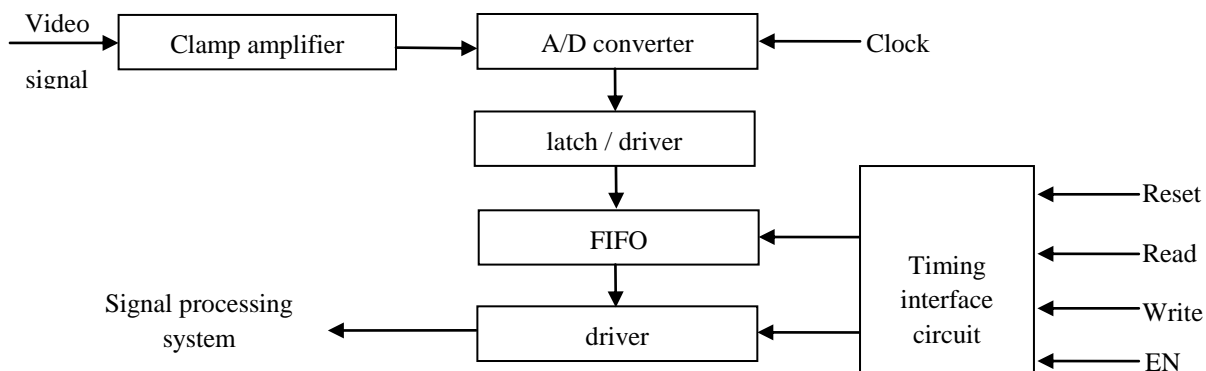 Video
signal
Clamp amplifier
A/D converter
Clock
latch / driver
FIFO
driver
Signal processing
system
Timing
interface
circuit
Reset
Read
Write
EN